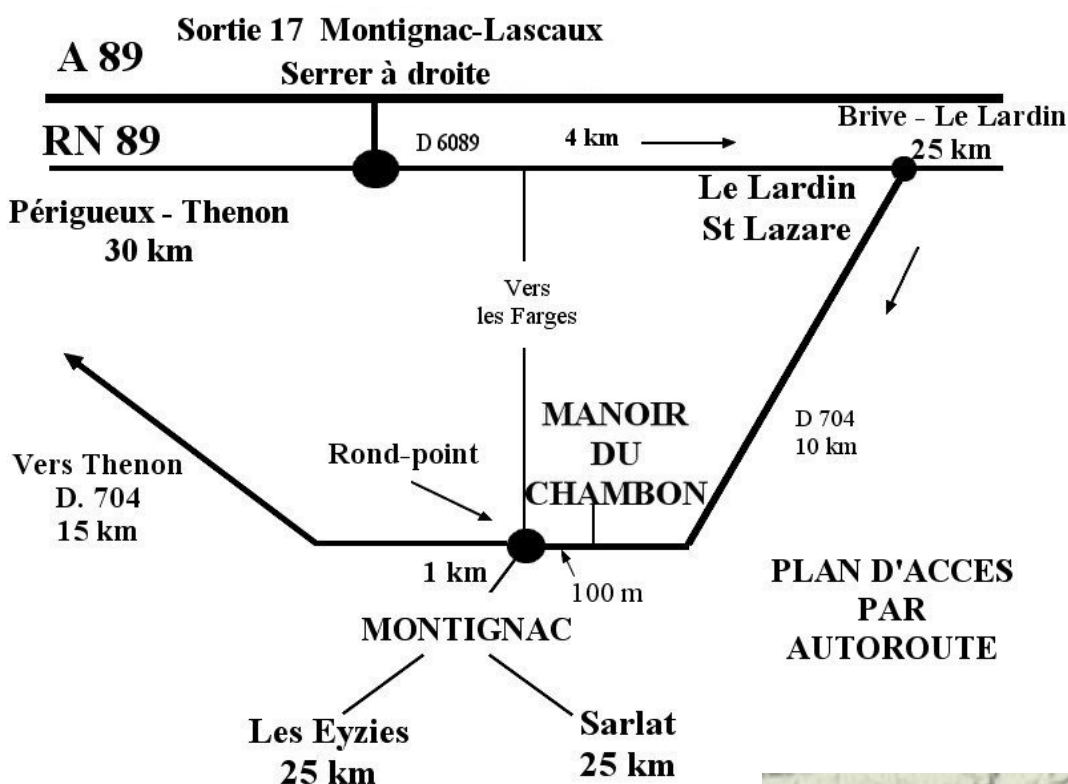 Sortie 17 Montignac-Lascaux
A 89
Serrer à droite
RN 89
D 6089
4 km
Brive - Le Lardin
25 km
Périgueux - Thenon
30 km
Le Lardin
St Lazare
Vers
les Farges
MANOIR
DU
CHAMBON
D 704
10 km
Rond-point
Vers Thenon
D. 704
15 km
1 km
100 m
PLAN D'ACCES
PAR
AUTOROUTE
MONTIGNAC
Les Eyzies
25 km
Sarlat
25 km